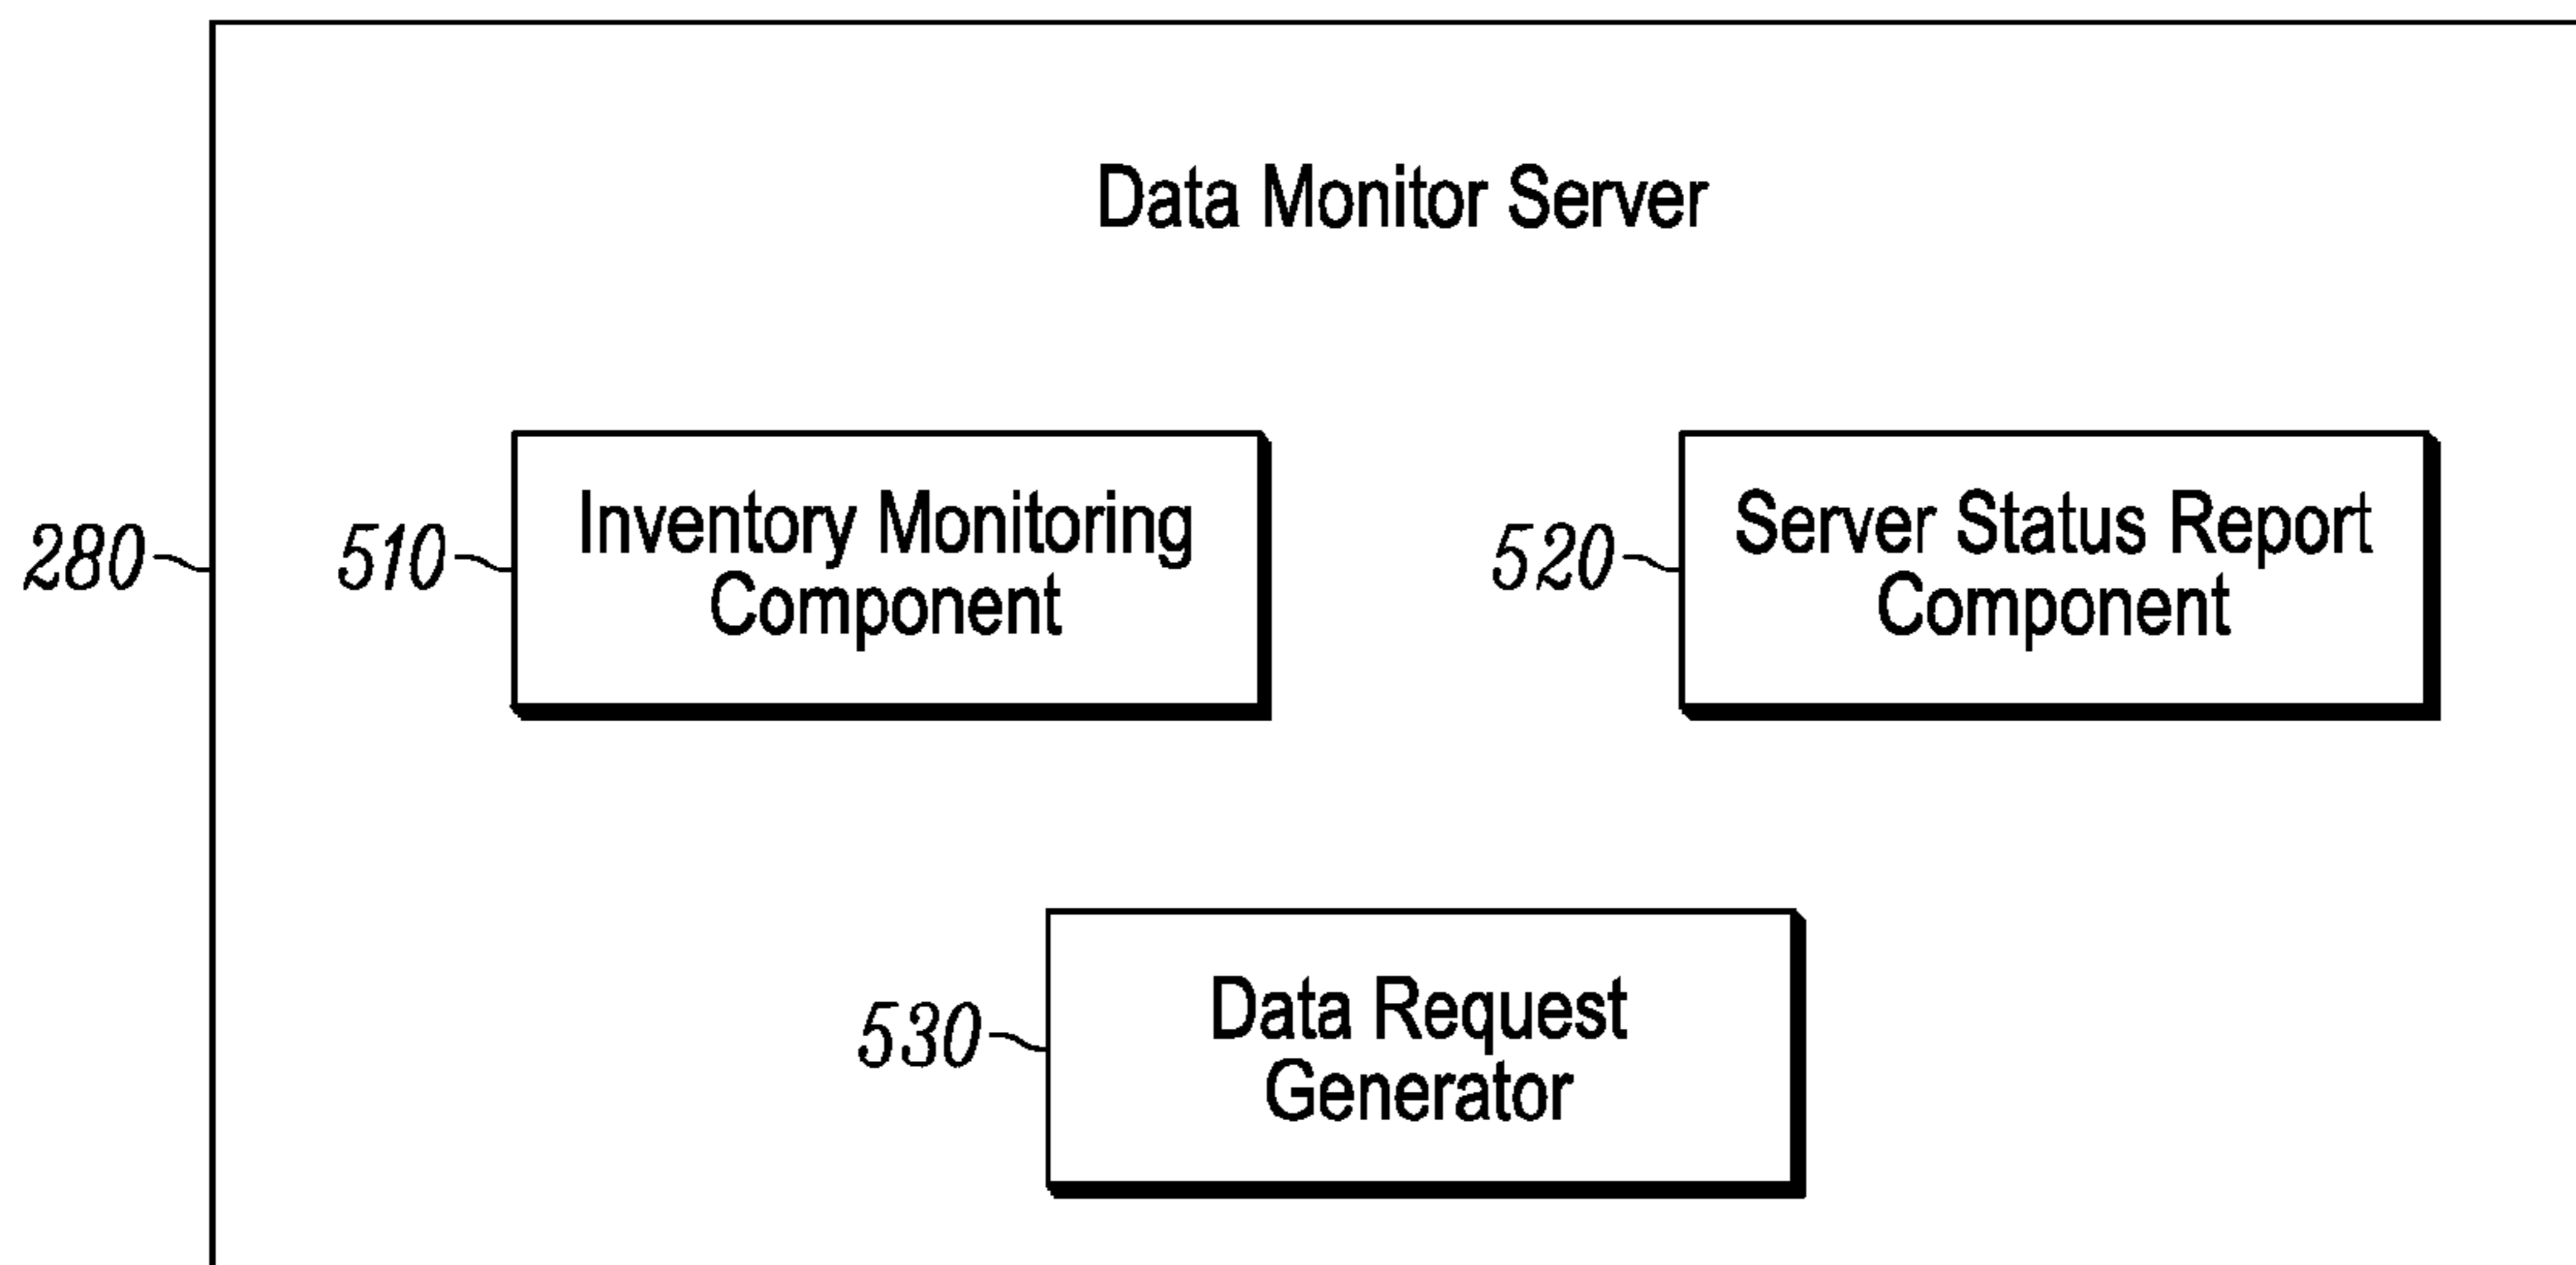 Data Monitor Server
280
510
Inventory Monitoring
Component
520
Server Status Report
Component
530
Data Request
Generator